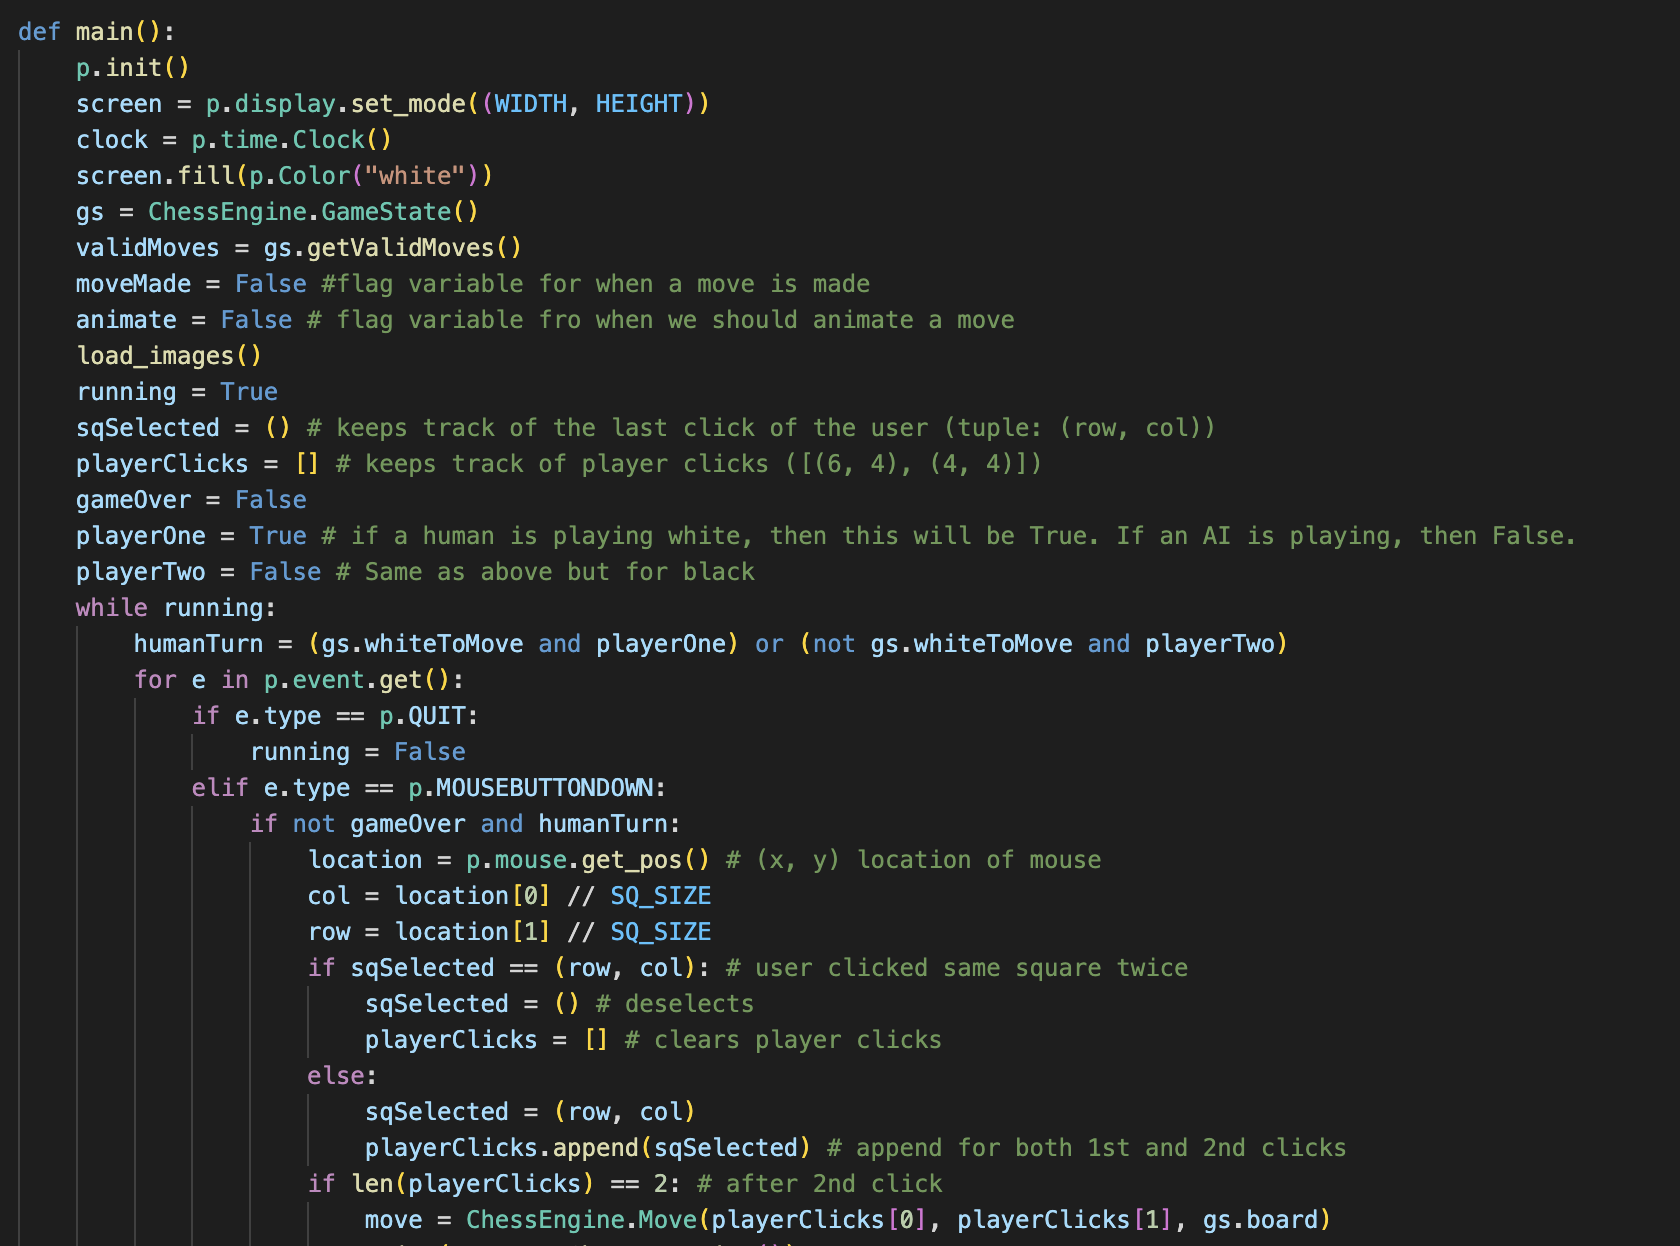 def main():
    p.init()
    screen = p.display.set_mode((WIDTH, HEIGHT))
    clock = p.time.Clock()
    screen.fill(p.Color("white"))
    gs = ChessEngine.GameState()
    validMoves = gs.getValidMoves()
    moveMade = False #flag variable for when a move is made
    animate = False # flag variable fro when we should animate a move
    load_images()
    running = True
    sqSelected = () # keeps track of the last click of the user (tuple: (row, col))
    playerClicks = [] # keeps track of player clicks ([(6, 4), (4, 4)])
    gameOver = False
    playerOne = True # if a human is playing white, then this will be True. If an AI is playing, then False.
    playerTwo = False # Same as above but for black
    while running:
        humanTurn = (gs.whiteToMove and playerOne) or (not gs.whiteToMove and playerTwo)
        for e in p.event.get():
            if e.type == p.QUIT:
                running = False
            elif e.type == p.MOUSEBUTTONDOWN:
                if not gameOver and humanTurn:
                    location = p.mouse.get_pos() # (x, y) location of mouse
                    col = location[0] // SQ_SIZE
                    row = location[1] // SQ_SIZE
                    if sqSelected == (row, col): # user clicked same square twice
                        sqSelected = () # deselects
                        playerClicks = [] # clears player clicks
                    else:
                        sqSelected = (row, col)
                        playerClicks.append(sqSelected) # append for both 1st and 2nd clicks
                    if len(playerClicks) == 2: # after 2nd click
                        move = ChessEngine.Move(playerClicks[0], playerClicks[1], gs.board)